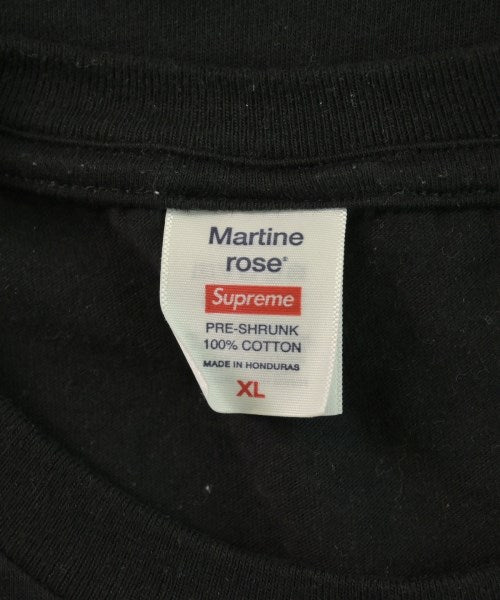 Martine
rose®
Supreme
PRE-SHRUNK
100% COTTON
MADE IN HONDURAS
XL